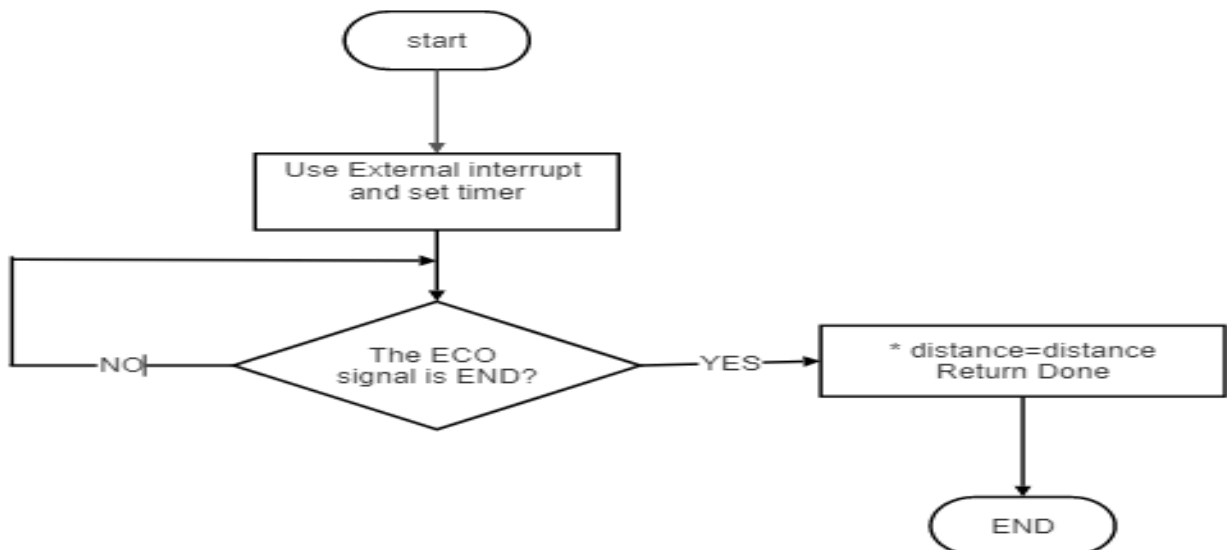 start
Use External interrupt
and set timer
The ECO
signal is END?
NO
YES
* distance=distance
Return Done
END